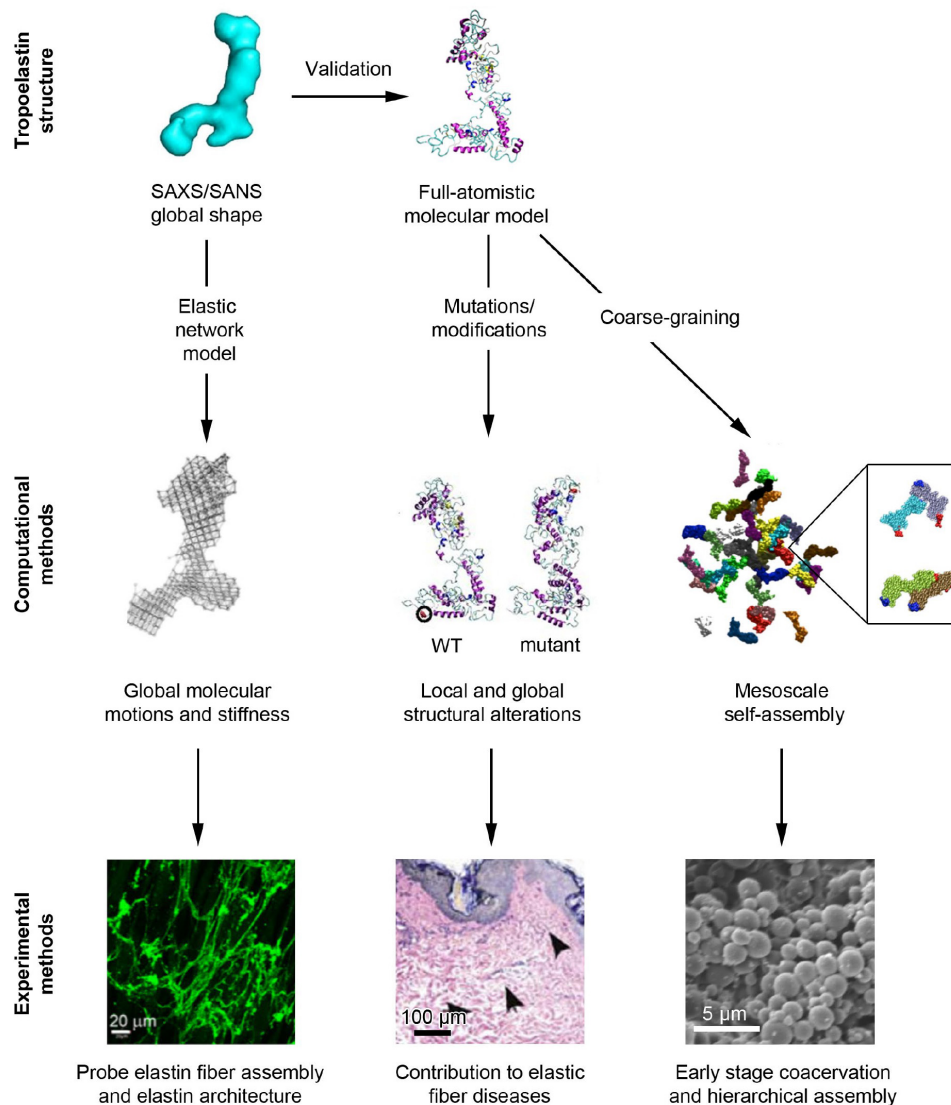 Tropoelastin
structure
Validation
SAXS/SANS
global shape
Full-atomistic
molecular model
Elastic
network
model
Mutations/
modifications
Coarse-graining
Computational
methods
WT
mutant
Global molecular
motions and stiffness
Local and global
structural alterations
Mesoscale
self-assembly
Experimental
methods
20 μm
100 μm
5 μm
Probe elastin fiber assembly
and elastin architecture
Contribution to elastic
fiber diseases
Early stage coacervation
and hierarchical assembly